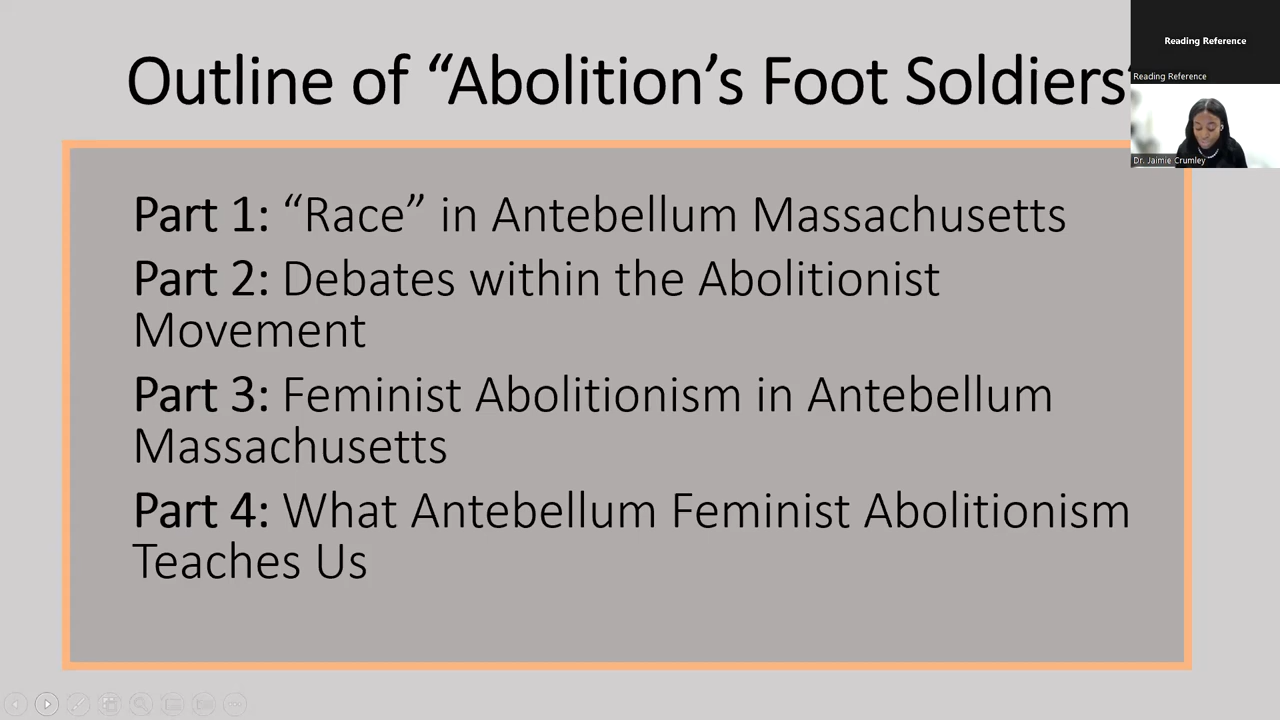 Outline of “Abolition’s Foot Soldiers”
Reading Reference
Reading Reference
Dr. Jaimie Crumley
Part 1: “Race” in Antebellum Massachusetts
Part 2: Debates within the Abolitionist
Movement
Part 3: Feminist Abolitionism in Antebellum
Massachusetts
Part 4: What Antebellum Feminist Abolitionism
Teaches Us